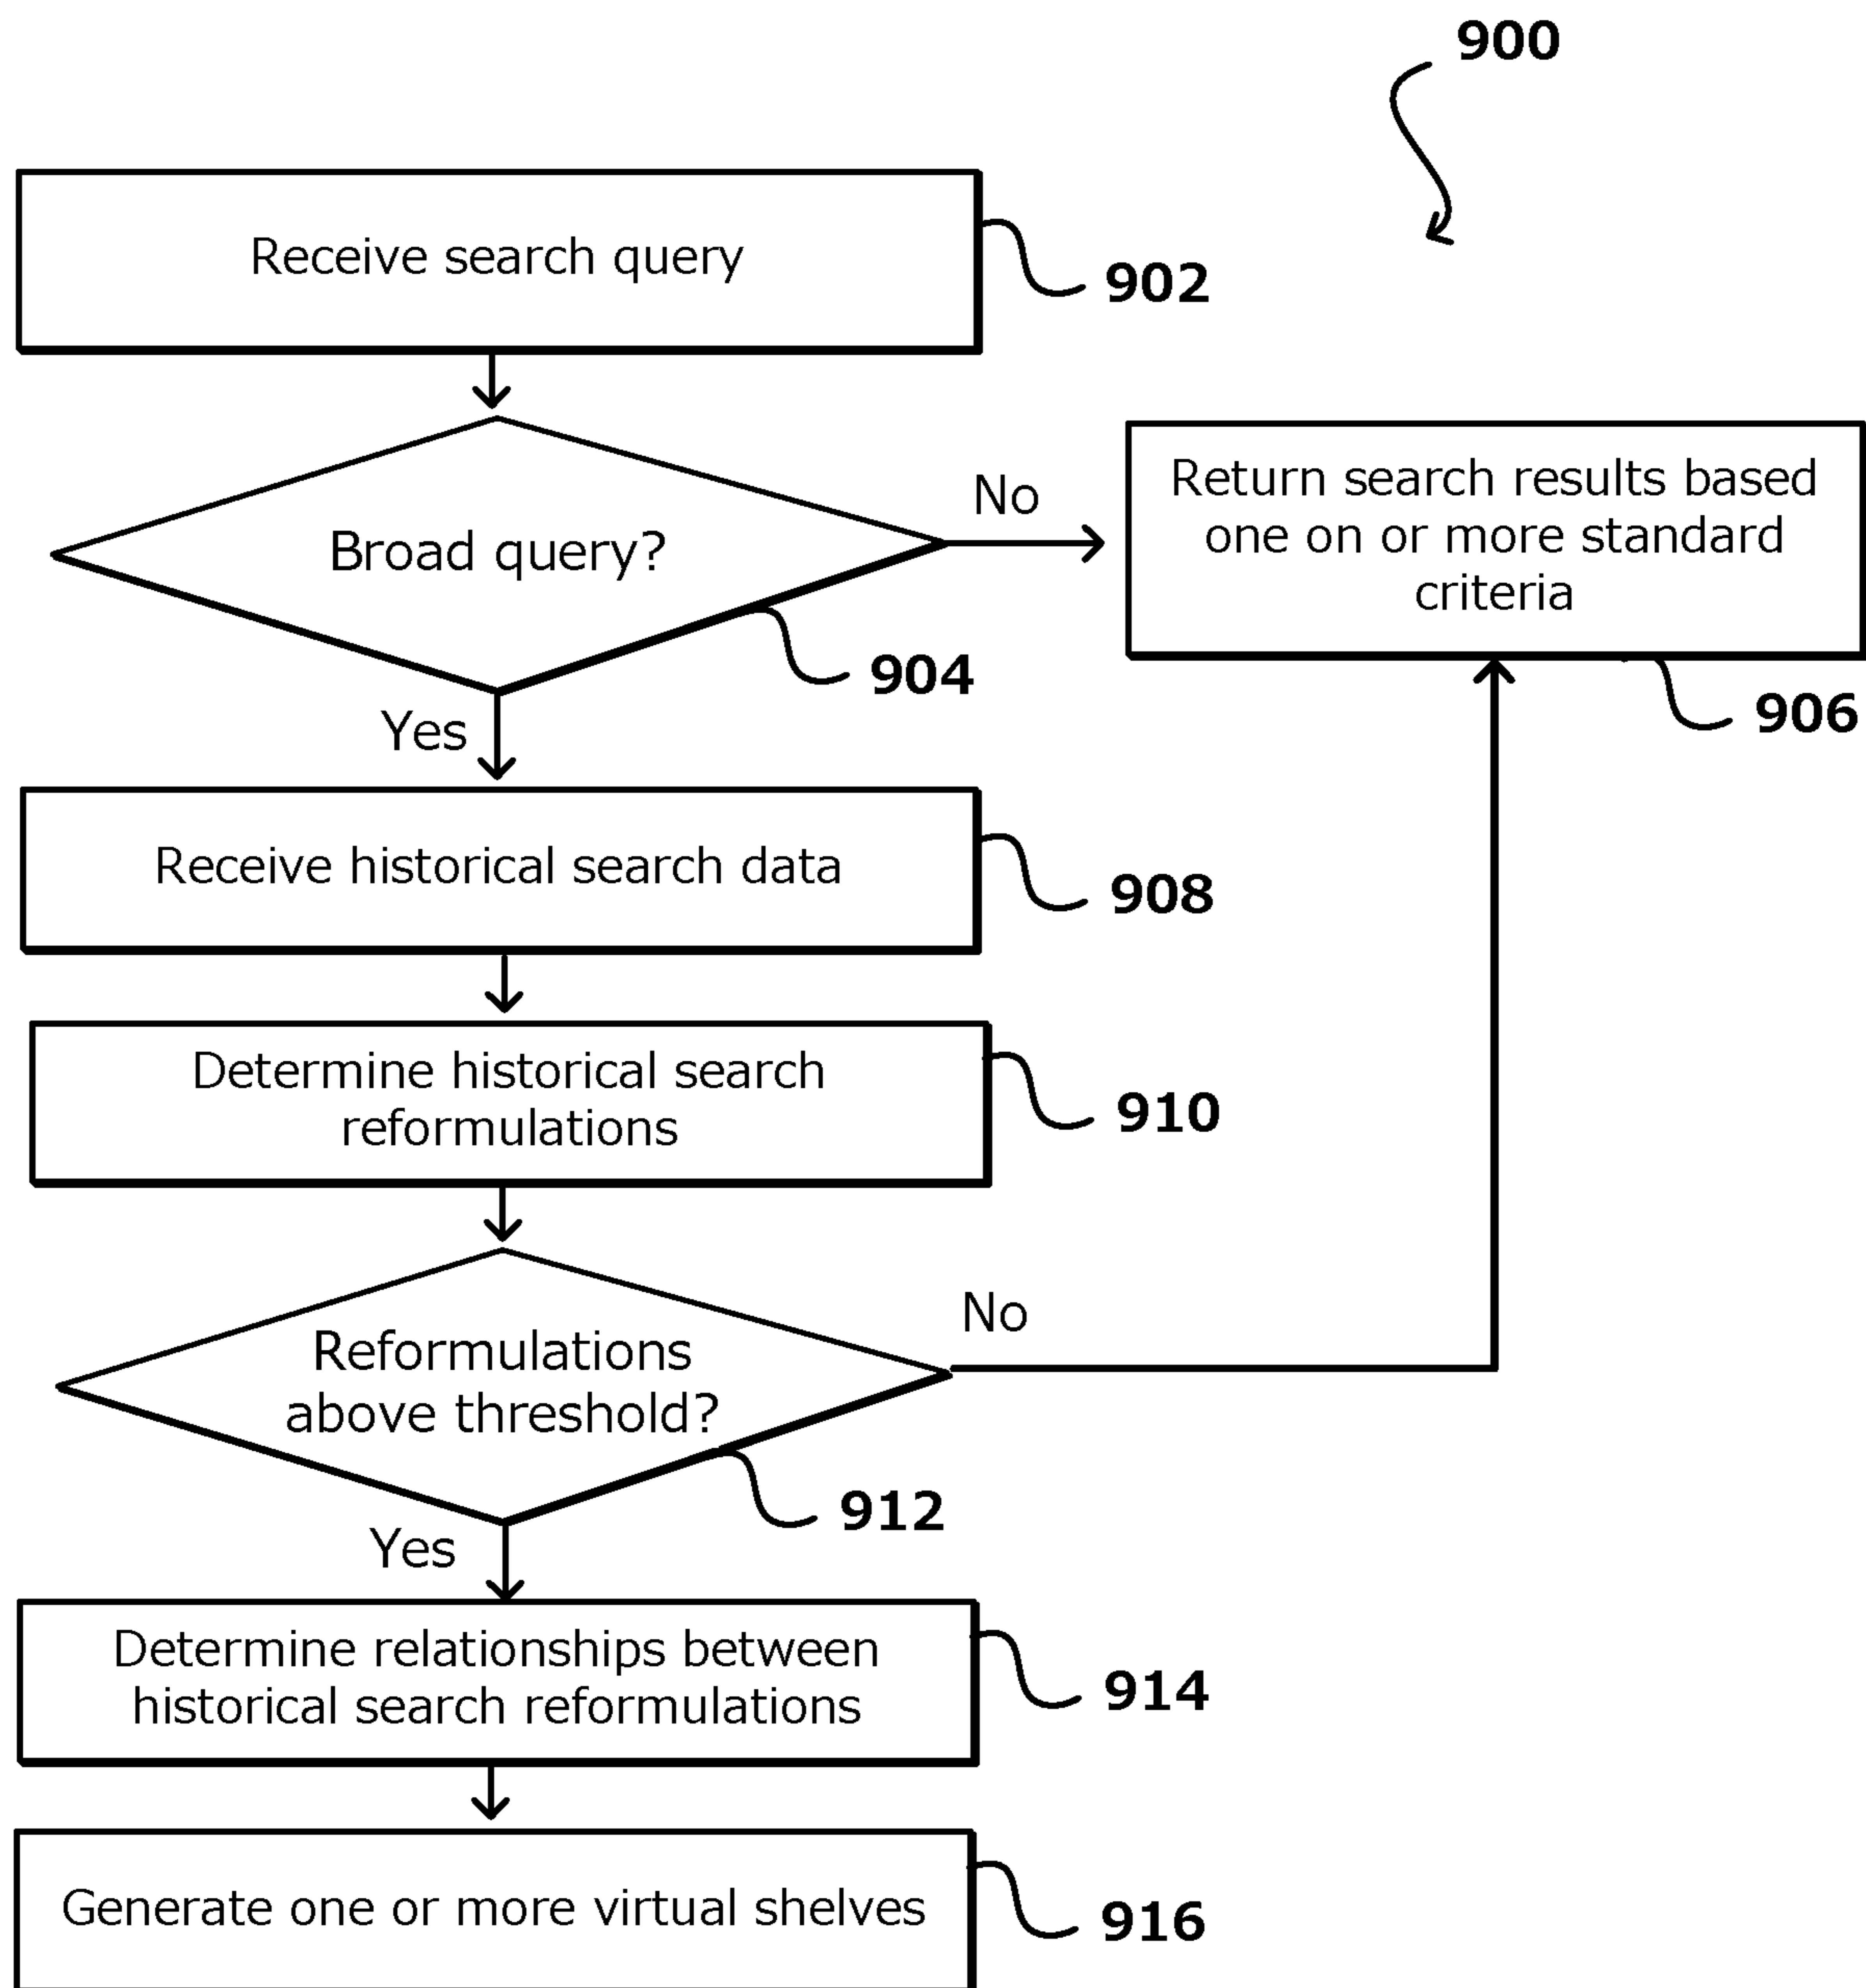 900
Receive search query
902
Broad query?
No
904
Return search results based
one on or more standard
criteria
906
Yes
Receive historical search data
908
Determine historical search
reformulations
910
Reformulations
above threshold?
No
912
Yes
Determine relationships between
historical search reformulations
914
Generate one or more virtual shelves
916